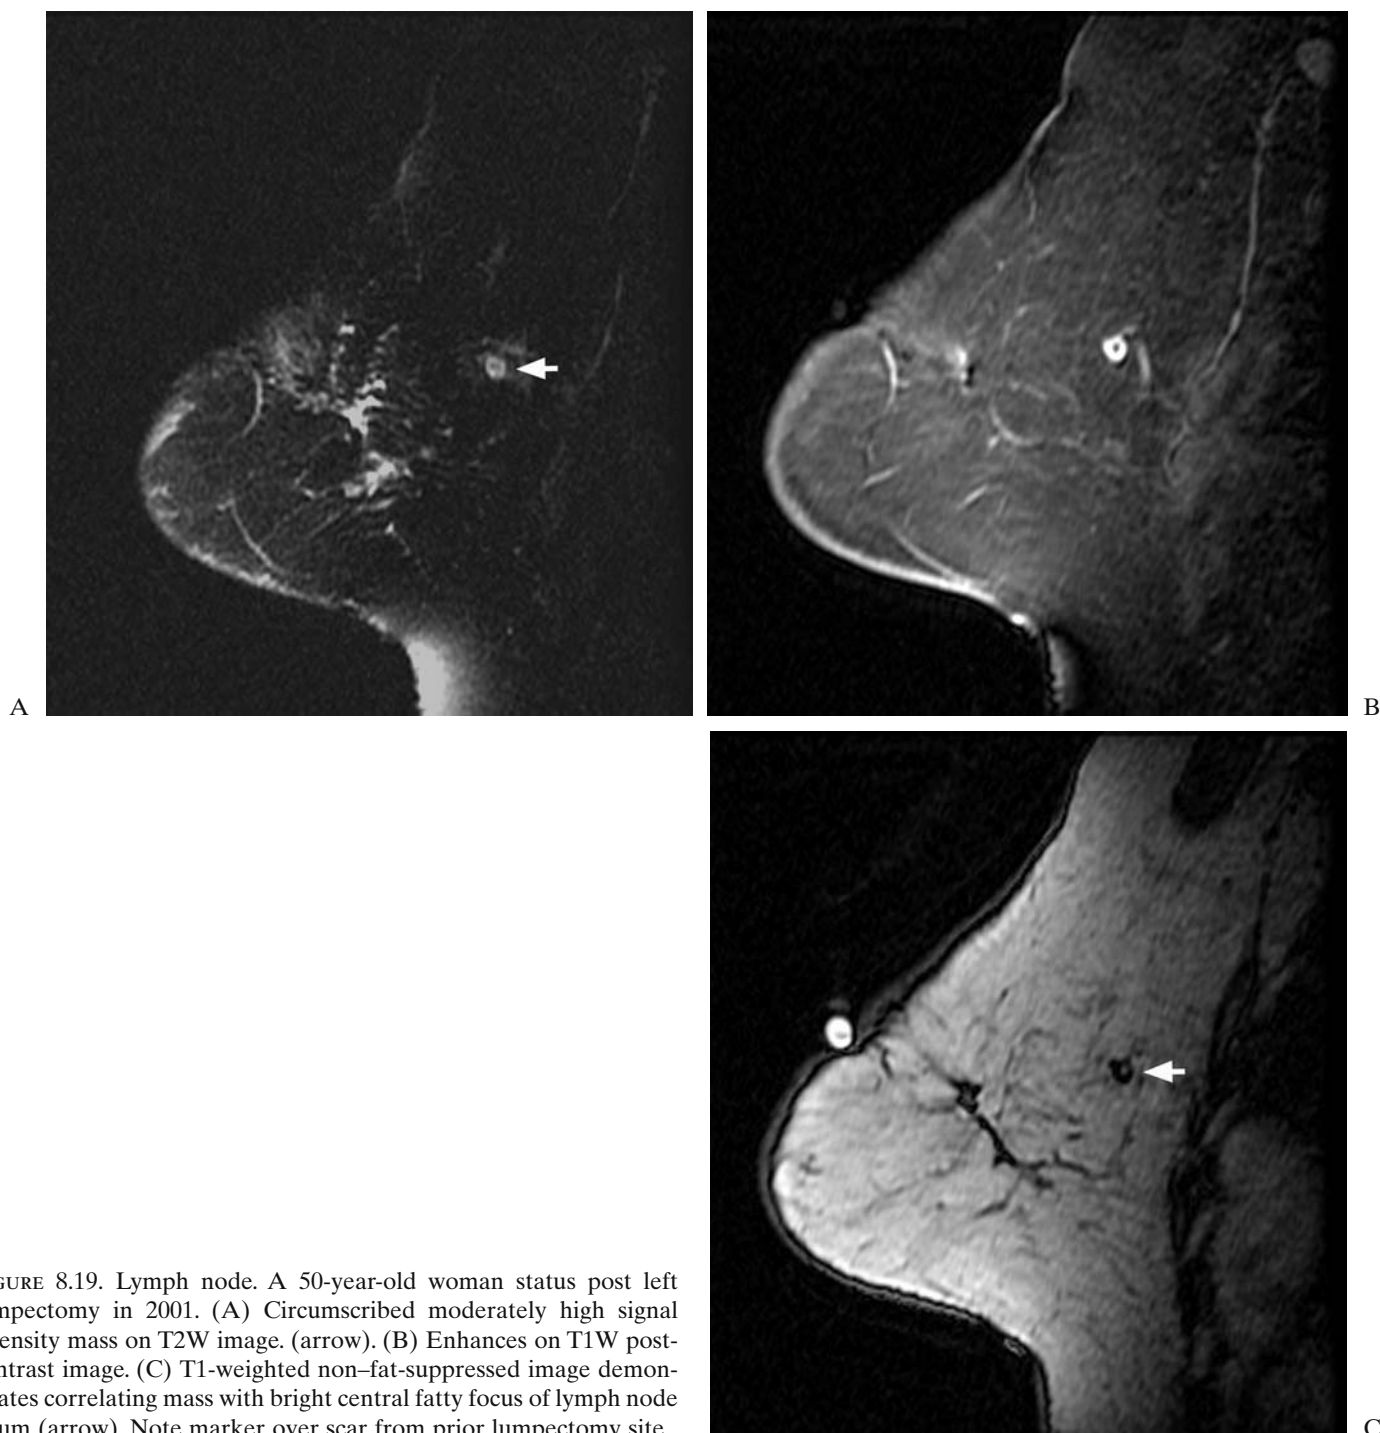 A
B
GURE 8.19. Lymph node. A 50-year-old woman status post left
mpectomy in 2001. (A) Circumscribed moderately high signal
ensity mass on T2W image. (arrow). (B) Enhances on T1W post-
ntrast image. (C) T1-weighted non–fat-suppressed image demon-
ates correlating mass with bright central fatty focus of lymph node
um (arrow). Note marker over scar from prior lumpectomy site.
C